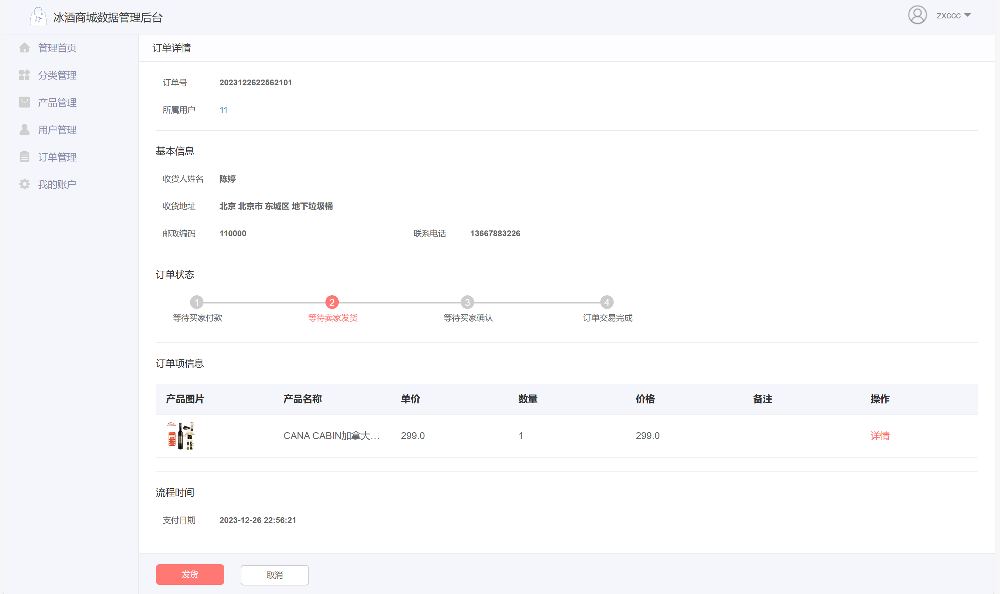 冰酒商城数据管理后台
zxccc
管理首页
分类管理
产品管理
用户管理
订单管理
我的账户
订单详情
订单号 2023122622562101
所属用户 11
基本信息
收货人姓名 陈婷
收货地址 北京 北京市 东城区 地下垃圾桶
邮政编码 110000 联系电话 13667883226
订单状态
1 2 3 4
等待买家付款 等待卖家发货 等待买家确认 订单交易完成
订单项信息
产品图片 产品名称 单价 数量 价格 备注 操作
CANA CABIN加拿大… 299.0 1 299.0 详情
流程时间
支付日期 2023-12-26 22:56:21
发货 取消